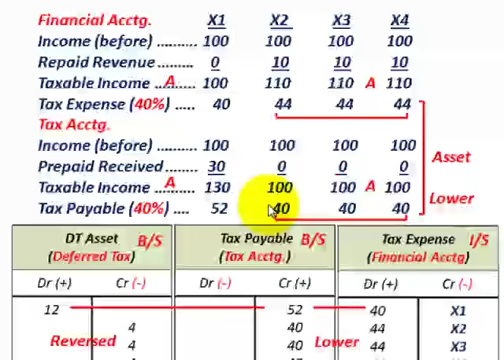 Financial Acctg. X1 X2 X3 X4
Income (before) .......... 100 100 100 100
Repaid Revenue ...... 0 10 10 10
Taxable Income ...A..... 100 110 110 A 110
Tax Expense (40%) ..... 40 44 44 44
Tax Acctg.
Income (before) .......... 100 100 100 100
Prepaid Received ....... 30 0 0 0
Asset
Taxable Income ...A..... 130 100 100 A 100
Lower
Tax Payable (40%) .... 52 40 40 40
DT Asset B/S Tax Payable B/S Tax Expense I/S
(Deferred Tax) (Tax Acctg.) (Financial Acctg.)
Dr (+) Cr (-) Dr (-) Cr (+) Dr (+) Cr (-)
12 52 40 X1
4 40 44 X2
Reversed 4 40 Lower 44 X3